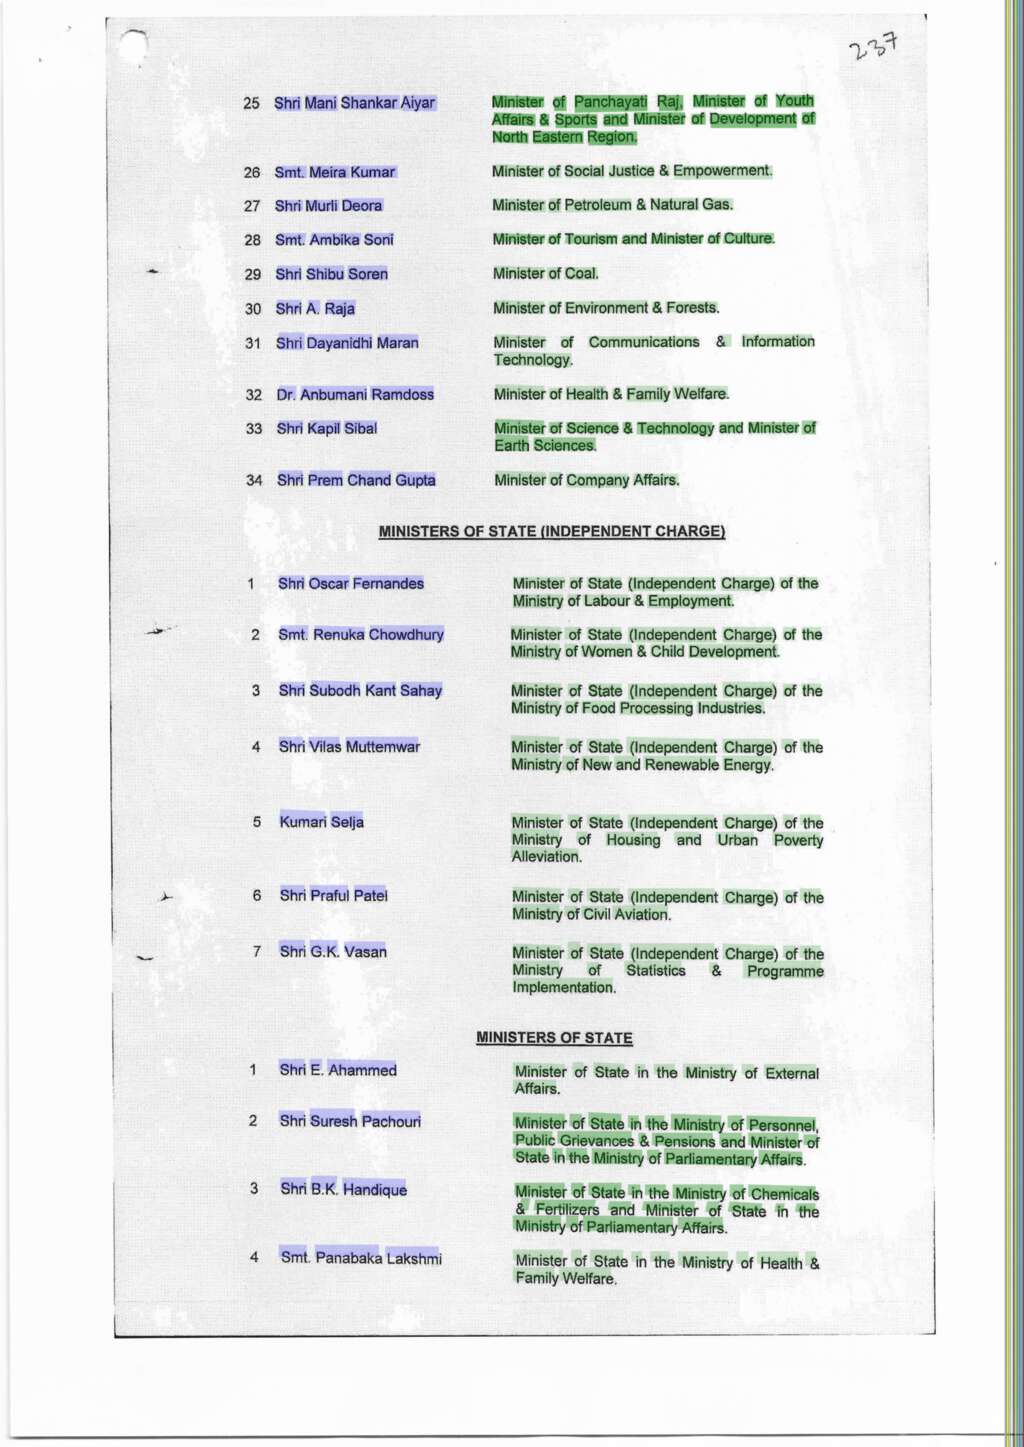 237
25 Shri Mani Shankar Aiyar Minister of Panchayati Raj, Minister of Youth
Affairs & Sports and Minister of Development of
North Eastern Region.
26 Smt. Meira Kumar Minister of Social Justice & Empowerment.
27 Shri Murli Deora Minister of Petroleum & Natural Gas.
28 Smt. Ambika Soni Minister of Tourism and Minister of Culture.
29 Shri Shibu Soren Minister of Coal.
30 Shri A. Raja Minister of Environment & Forests.
31 Shri Dayanidhi Maran Minister of Communications & Information
Technology.
32 Dr. Anbumani Ramdoss Minister of Health & Family Welfare.
33 Shri Kapil Sibal Minister of Science & Technology and Minister of
Earth Sciences.
34 Shri Prem Chand Gupta Minister of Company Affairs.
MINISTERS OF STATE (INDEPENDENT CHARGE)
1 Shri Oscar Fernandes Minister of State (Independent Charge) of the
Ministry of Labour & Employment.
2 Smt. Renuka Chowdhury Minister of State (Independent Charge) of the
Ministry of Women & Child Development.
3 Shri Subodh Kant Sahay Minister of State (Independent Charge) of the
Ministry of Food Processing Industries.
4 Shri Vilas Muttemwar Minister of State (Independent Charge) of the
Ministry of New and Renewable Energy.
5 Kumari Selja Minister of State (Independent Charge) of the
Ministry of Housing and Urban Poverty
Alleviation.
6 Shri Praful Patel Minister of State (Independent Charge) of the
Ministry of Civil Aviation.
7 Shri G.K. Vasan Minister of State (Independent Charge) of the
Ministry of Statistics & Programme
Implementation.
MINISTERS OF STATE
1 Shri E. Ahammed Minister of State in the Ministry of External
Affairs.
2 Shri Suresh Pachouri Minister of State in the Ministry of Personnel,
Public Grievances & Pensions and Minister of
State in the Ministry of Parliamentary Affairs.
3 Shri B.K. Handique Minister of State in the Ministry of Chemicals
& Fertilizers and Minister of State in the
Ministry of Parliamentary Affairs.
4 Smt. Panabaka Lakshmi Minister of State in the Ministry of Health &
Family Welfare.